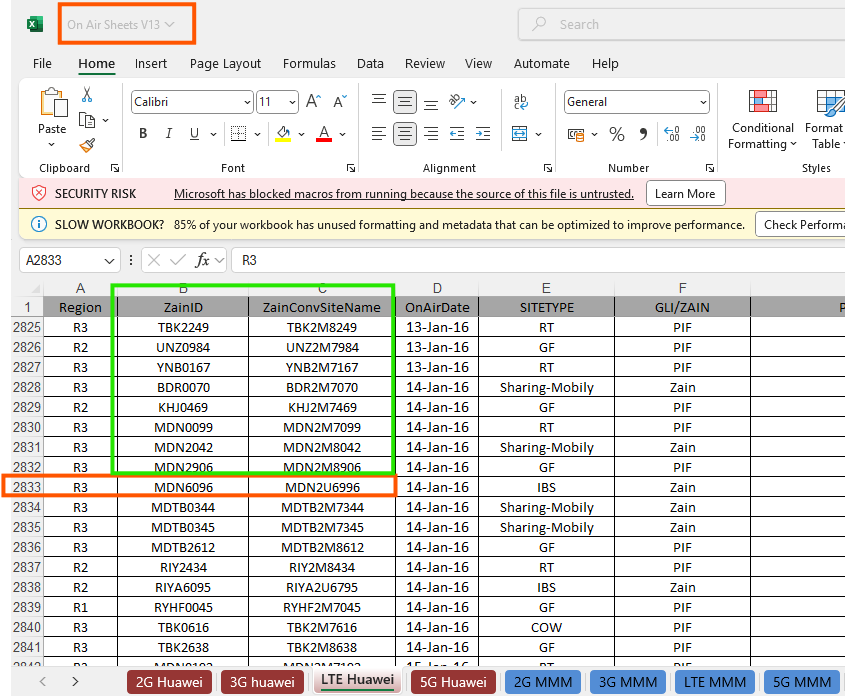 On Air Sheets V13
Search
File Home Insert Page Layout Formulas Data Review View Automate Help
Paste
Calibri 11 A A
B I U A
ab
General
% 9
Conditional Formatting
Format Table
Clipboard Font Alignment Number Styles
SECURITY RISK Microsoft has blocked macros from running because the source of this file is untrusted. Learn More
SLOW WORKBOOK? 85% of your workbook has unused formatting and metadata that can be optimized to improve performance. Check Performa
A2833 fx R3
A B C D E F
1 Region ZainID ZainConvSiteName OnAirDate SITETYPE GLI/ZAIN P
2825 R3 TBK2249 TBK2M8249 13-Jan-16 RT PIF
2826 R2 UNZ0984 UNZ2M7984 13-Jan-16 GF PIF
2827 R3 YNB0167 YNB2M7167 13-Jan-16 RT PIF
2828 R3 BDR0070 BDR2M7070 14-Jan-16 Sharing-Mobily Zain
2829 R2 KHJ0469 KHJ2M7469 14-Jan-16 GF PIF
2830 R3 MDN0099 MDN2M7099 14-Jan-16 RT PIF
2831 R3 MDN2042 MDN2M8042 14-Jan-16 Sharing-Mobily Zain
2832 R3 MDN2906 MDN2M8906 14-Jan-16 GF PIF
2833 R3 MDN6096 MDN2U6996 14-Jan-16 IBS Zain
2834 R3 MDTB0344 MDTB2M7344 14-Jan-16 Sharing-Mobily Zain
2835 R3 MDTB0345 MDTB2M7345 14-Jan-16 Sharing-Mobily Zain
2836 R3 MDTB2612 MDTB2M8612 14-Jan-16 GF PIF
2837 R2 RIY2434 RIY2M8434 14-Jan-16 RT PIF
2838 R2 RIYA6095 RIYA2U6795 14-Jan-16 IBS Zain
2839 R1 RYHF0045 RYHF2M7045 14-Jan-16 GF PIF
2840 R3 TBK0616 TBK2M7616 14-Jan-16 COW PIF
2841 R3 TBK2638 TBK2M8638 14-Jan-16 GF PIF
2G Huawei 3G huawei LTE Huawei 5G Huawei 2G MMM 3G MMM LTE MMM 5G MMM